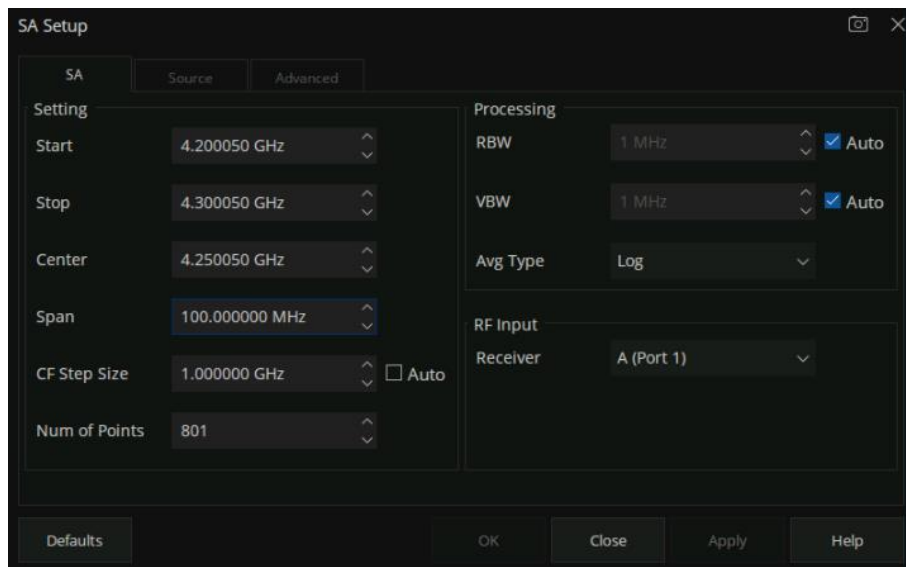 SA Setup
SA
Source
Advanced
Setting
Start
4.200050 GHz
Stop
4.300050 GHz
Center
4.250050 GHz
Span
100.000000 MHz
CF Step Size
1.000000 GHz
Auto
Num of Points
801
Processing
RBW
1 MHz
Auto
VBW
1 MHz
Auto
Avg Type
Log
RF Input
Receiver
A (Port 1)
Defaults
OK
Close
Apply
Help